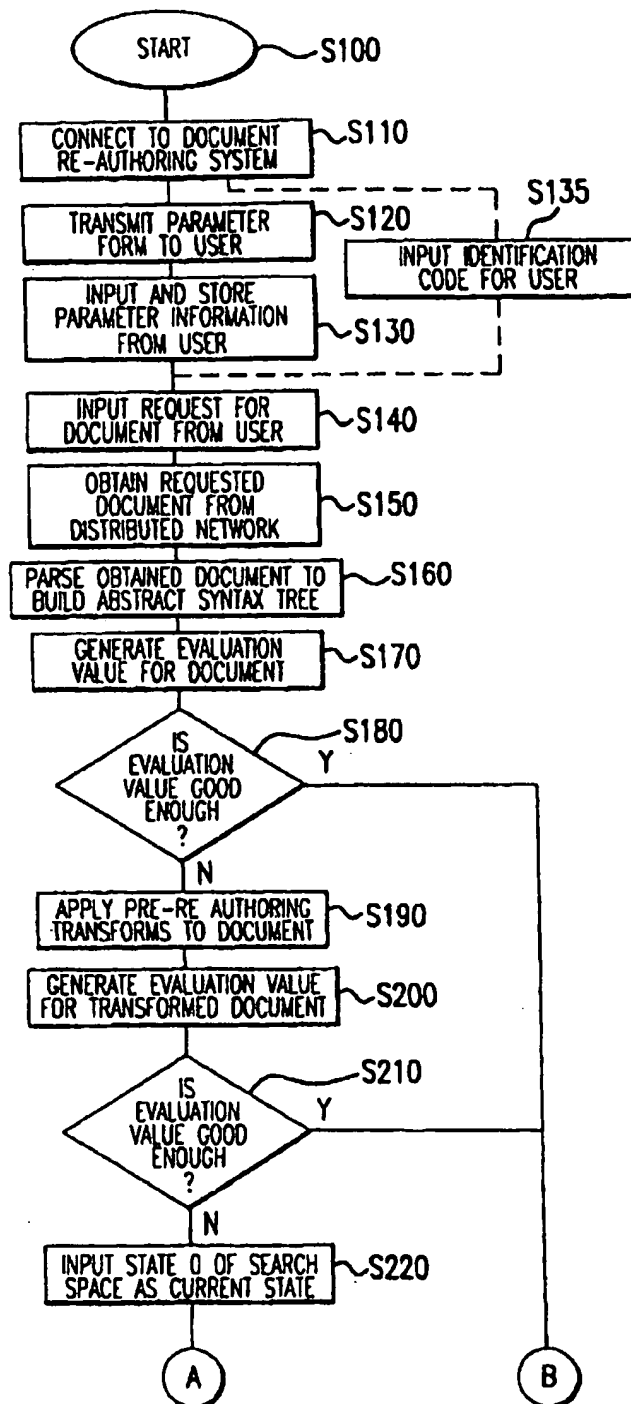 START
S100
CONNECT TO DOCUMENT
RE-AUTHORING SYSTEM
S110
TRANSMIT PARAMETER
FORM TO USER
S120
S135
INPUT IDENTIFICATION
CODE FOR USER
INPUT AND STORE
PARAMETER INFORMATION
FROM USER
S130
INPUT REQUEST FOR
DOCUMENT FROM USER
S140
OBTAIN REQUESTED
DOCUMENT FROM
DISTRIBUTED NETWORK
S150
PARSE OBTAINED DOCUMENT TO
BUILD ABSTRACT SYNTAX TREE
S160
GENERATE EVALUATION
VALUE FOR DOCUMENT
S170
IS
EVALUATION
VALUE GOOD
ENOUGH
?
S180
Y
N
APPLY PRE-RE AUTHORING
TRANSFORMS TO DOCUMENT
S190
GENERATE EVALUATION VALUE
FOR TRANSFORMED DOCUMENT
S200
IS
EVALUATION
VALUE GOOD
ENOUGH
?
S210
Y
N
INPUT STATE 0 OF SEARCH
SPACE AS CURRENT STATE
S220
A
B